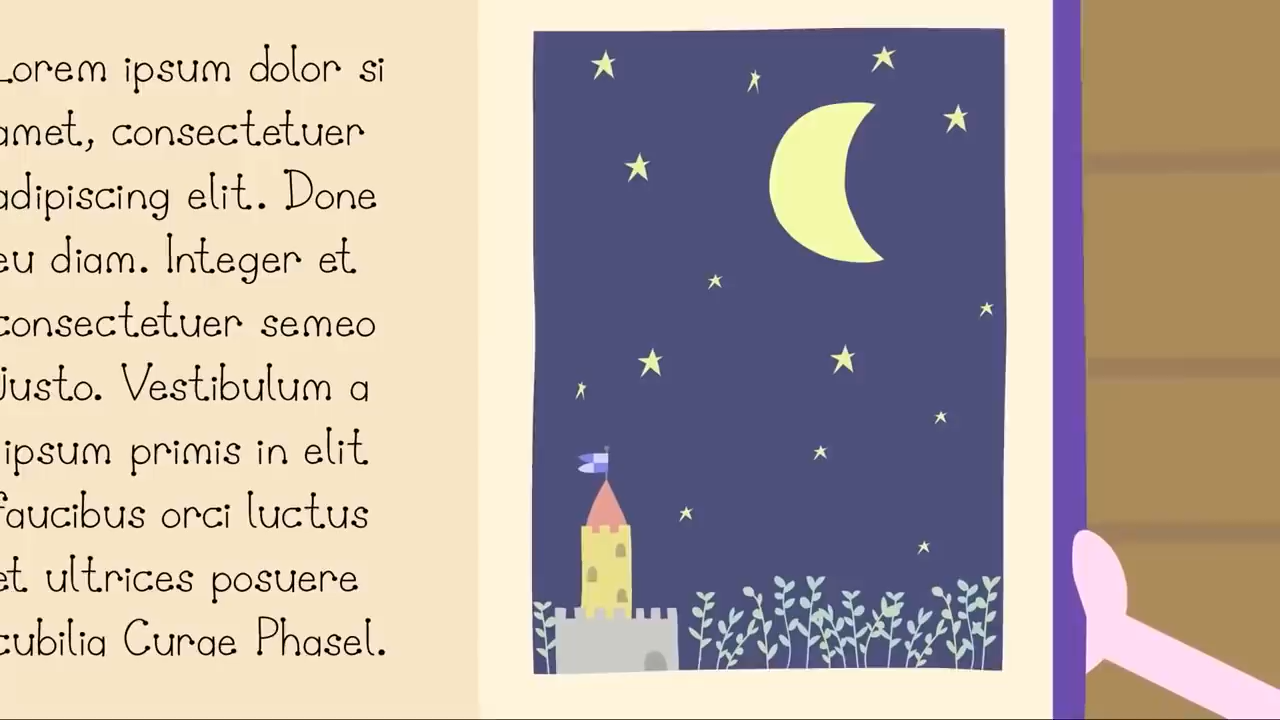 Lorem ipsum dolor si
amet, consectetuer
adipiscing elit. Done
eu diam. Integer et
consectetuer semeo
justo. Vestibulum a
ipsum primis in elit
faucibus orci luctus
et ultrices posuere
cubilia Curae Phasel.